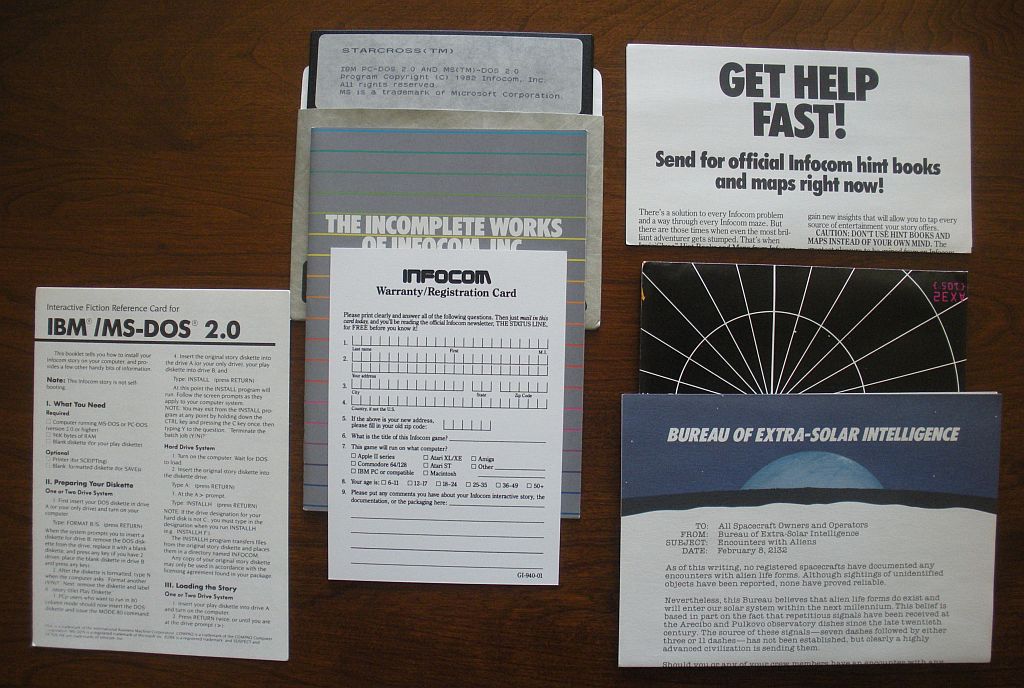 STARCROSS(TM)
IBM PC-DOS 2.0 AND MS(TM)-DOS 2.0
Program Copyright (C) 1982 Infocom, Inc.
All rights reserved.
MS is a trademark of Microsoft Corporation.
THE INCOMPLETE WORKS
OF INFOCOM, INC.
INFOCOM
Warranty/Registration Card
Please print clearly and answer all of the following questions. Then just mail it this
card today, and you'll be reading the official Infocom newsletter, THE STATUS LINE,
for FREE before you know it!
1.
Last name First M.I.
2.
Your address
3.
City State Zip Code
4.
Country, if not the U.S.
5. If the above is your new address,
please fill in your old zip code:
6. What is the title of this Infocom game?
7. This game will run on what computer?
□ Apple II series □ Atari XL/XE □ Amiga
□ Commodore 64/128 □ Atari ST □ Other
□ IBM PC or compatible □ Macintosh
8. Your age is: □ 6-11 □ 12-17 □ 18-24 □ 25-35 □ 36-49 □ 50+
9. Please put any comments you have about your Infocom interactive story, the
documentation, or the packaging here:
GI-940-01
GET HELP
FAST!
Send for official Infocom hint books
and maps right now!
There's a solution to every Infocom problem
and a way through every Infocom maze. But
there are those times when even the most bril-
liant adventurer gets stumped. That's when
gain new insights that will allow you to tap every
source of entertainment your story offers.
CAUTION: DON'T USE HINT BOOKS AND
MAPS INSTEAD OF YOUR OWN MIND. The
BUREAU OF EXTRA-SOLAR INTELLIGENCE
TO: All Spacecraft Owners and Operators
FROM: Bureau of Extra-Solar Intelligence
SUBJECT: Encounters with Aliens
DATE: February 8, 2132
As of this writing, no registered spacecrafts have documented any
encounters with alien life forms. Although sightings of unidentified
objects have been reported, none have proved reliable.
Nevertheless, this Bureau believes that alien life forms do exist and
will enter our solar system within the next millennium. This belief is
based in part on the fact that repetitious signals have been received at
the Arecibo and Pulkovo observatory dishes since the late twentieth
century. The source of these signals—seven dashes followed by either
three or 11 dashes—has not been established, but clearly a highly
advanced civilization is sending them.
Should you or any of your crew members have an encounter with any
Interactive Fiction Reference Card for
IBM® /MS-DOS® 2.0
This booklet tells you how to install your
Infocom story on your computer, and pro-
vides a few other handy bits of information.
Note: This Infocom story is not self-
booting.
I. What You Need
Required
□ Computer running MS-DOS or PC-DOS
(version 2.0 or higher)
□ 96K bytes of RAM
□ Blank diskette (for your play diskette)
Optional
□ Printer (for SCRIPTing)
□ Blank, formatted diskette (for SAVEs)
II. Preparing Your Diskette
One or Two Drive System
1. First insert your DOS diskette in drive
A (or your only drive) and turn on your
computer.
Type: FORMAT B:/S (press RETURN)
When the system prompts you to insert a
diskette for drive B, remove the DOS disk-
ette from the drive, replace it with a blank
diskette, and press any key (if you have 2
drives, place the blank diskette in drive B
and press any key).
2. After the diskette is formatted, type N
when the computer asks, Format another
(Y/N)? Next, remove the diskette and label
it (story title) Play Diskette.
4. Insert the original story diskette into
the drive A (or your only drive), your play
diskette into drive B, and:
Type: INSTALL (press RETURN)
At this point the INSTALL program will
run. Follow the screen prompts as they
apply to your computer system.
NOTE: You may exit from the INSTALL pro-
gram at any point by holding down the
CTRL key and pressing the C key once, then
typing Y to the question, Terminate the
batch job (Y/N)?
Hard Drive System
1. Turn on the computer. Wait for DOS
to load.
2. Insert the original story diskette into
the diskette drive.
Type: A: (press RETURN)
3. At the A> prompt,
Type: INSTALLH (press RETURN)
NOTE: If the drive designation for your
hard disk is not C:, you must type in the
designation when you run INSTALLH
The INSTALLH program transfers files
from the original story diskette and places
them in a directory named INFOCOM.
Any copy of your original story diskette
may only be used in accordance with the
licensing agreement found in your package.
III. Loading the Story
One or Two Drive System
1. Insert your play diskette into drive A
and turn on the computer.
2. Press RETURN twice, or until you are
at the drive prompt (>).